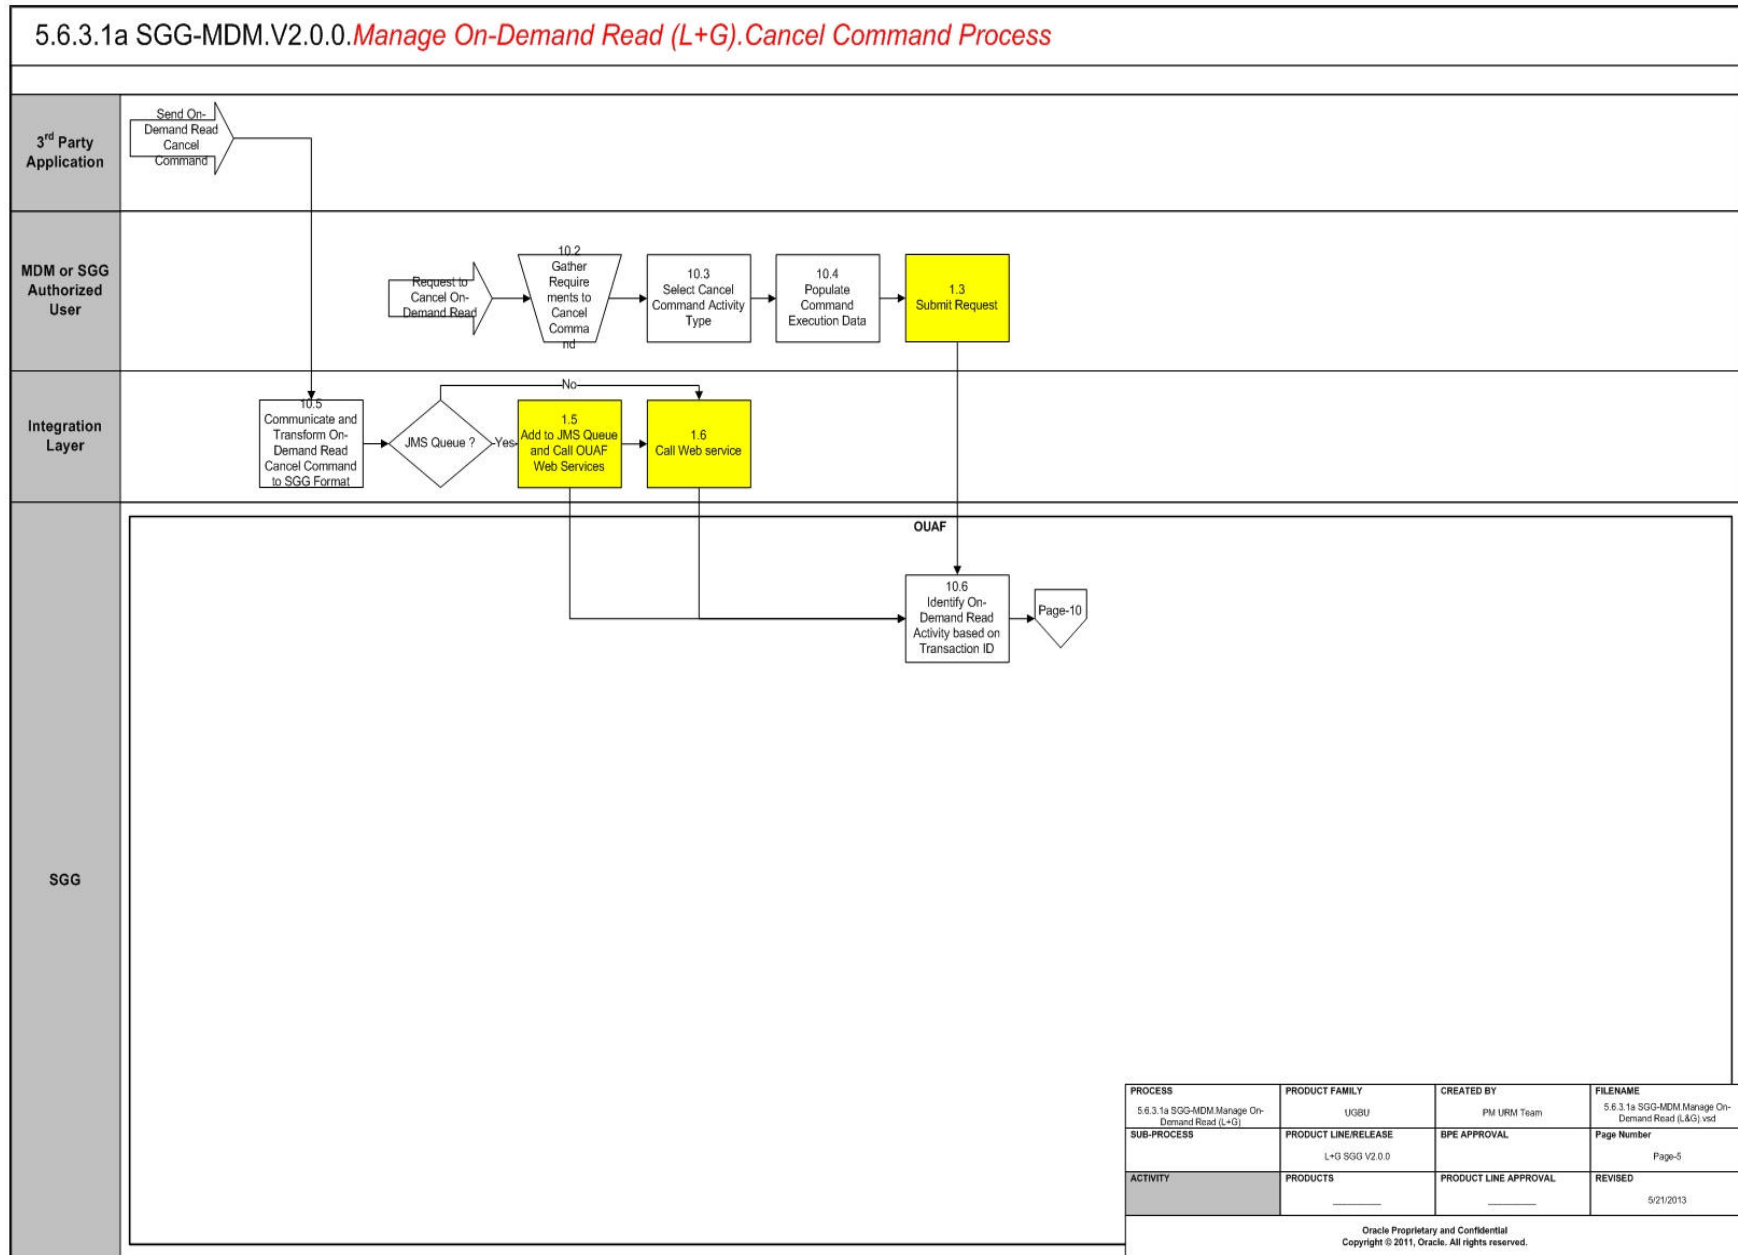 5.6.3.1a SGG-MDM.V2.0.0.Manage On-Demand Read (L+G).Cancel Command Process
3rd Party
Application
Send On-
Demand Read
Cancel
Command
MDM or SGG
Authorized
User
Request to
Cancel On-
Demand Read
10.2
Gather
Require
ments to
Cancel
Comma
nd
10.3
Select Cancel
Command Activity
Type
10.4
Populate
Command
Execution Data
1.3
Submit Request
Integration
Layer
10.5
Communicate and
Transform On-
Demand Read
Cancel Command
to SGG Format
JMS Queue ?
No
Yes
1.5
Add to JMS Queue
and Call OUAF
Web Services
1.6
Call Web service
SGG
OUAF
10.6
Identify On-
Demand Read
Activity based on
Transaction ID
Page-10
PROCESS
5.6.3.1a SGG-MDM.Manage On-
Demand Read (L+G)
PRODUCT FAMILY
UGBU
CREATED BY
PM URM Team
FILENAME
5.6.3.1a SGG-MDM.Manage On-
Demand Read (L&G).vsd
SUB-PROCESS
PRODUCT LINE/RELEASE
L+G SGG V2.0.0
BPE APPROVAL
Page Number
Page-5
ACTIVITY
PRODUCTS
PRODUCT LINE APPROVAL
REVISED
5/21/2013
Oracle Proprietary and Confidential
Copyright © 2011, Oracle. All rights reserved.